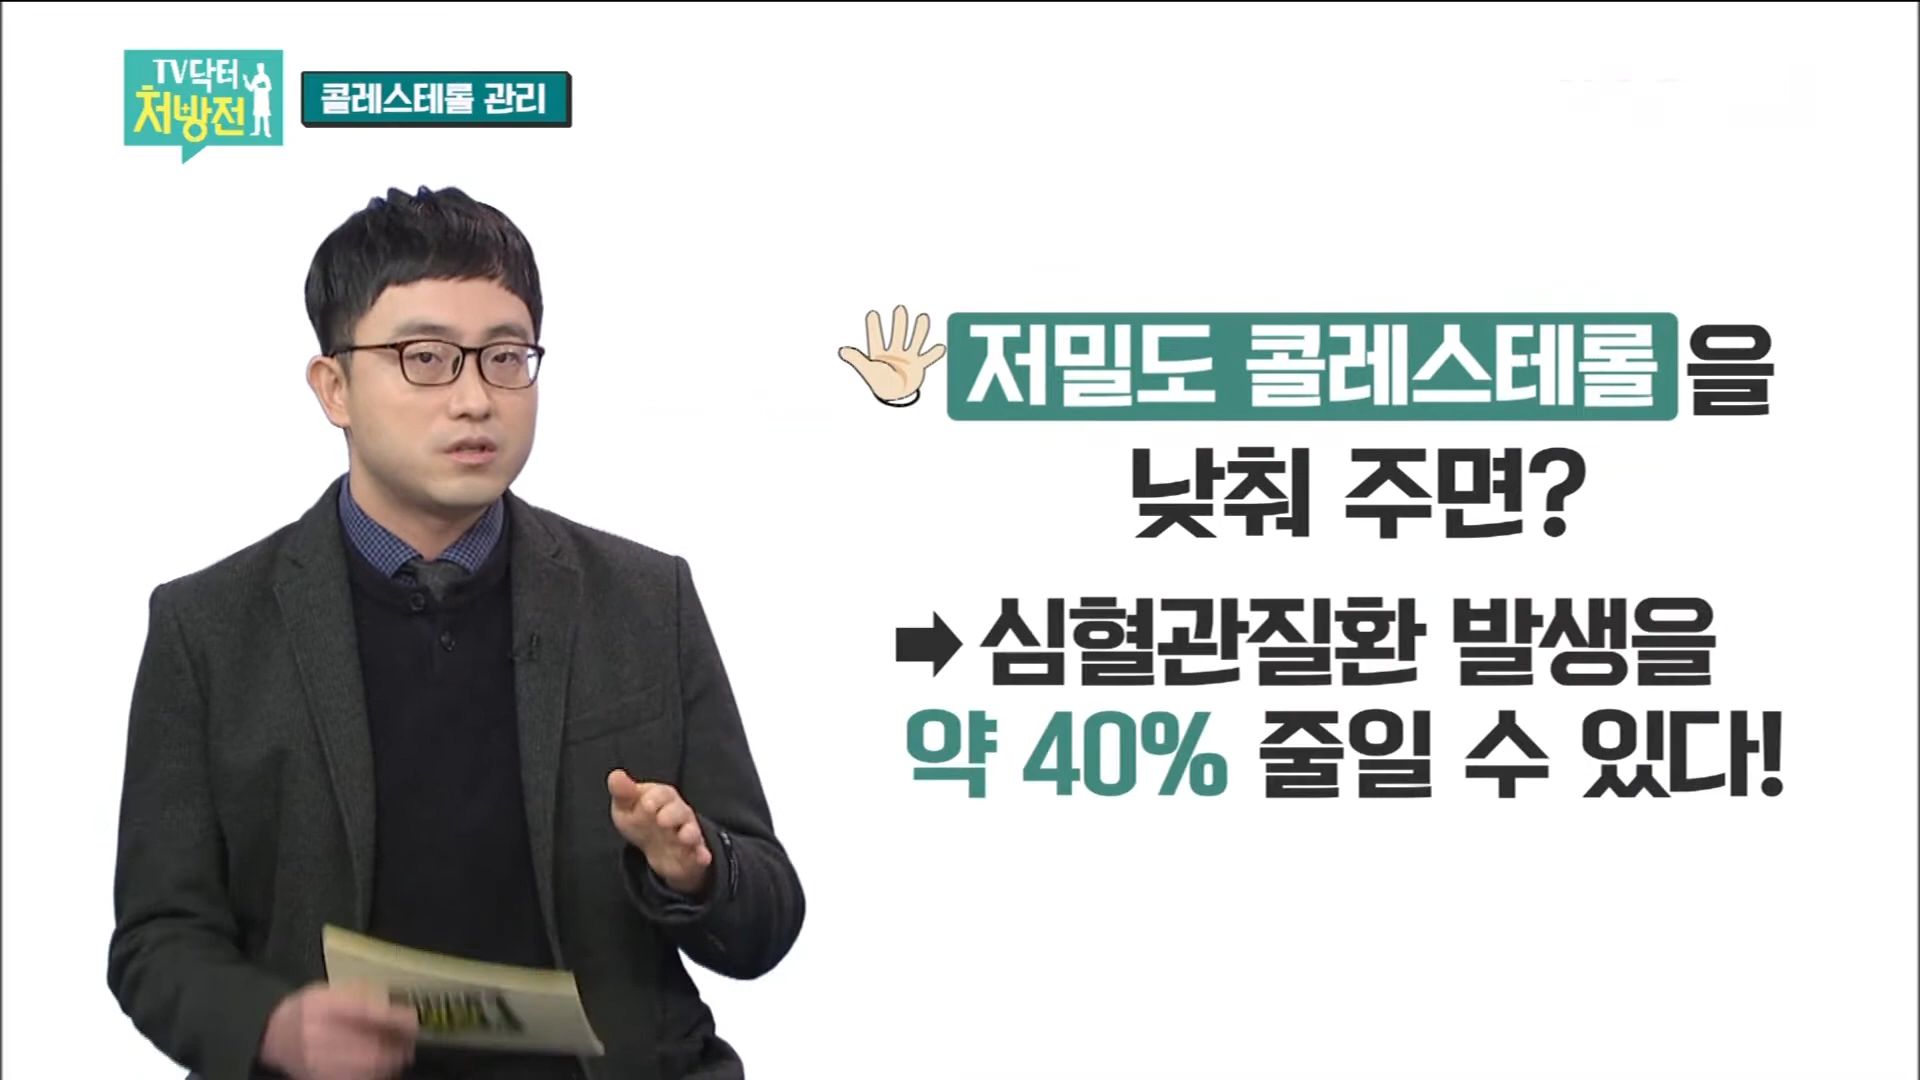 TV닥터
처방전
콜레스테롤 관리
저밀도 콜레스테롤을
낮춰 주면?
➡심혈관질환 발생을
약 40% 줄일 수 있다!